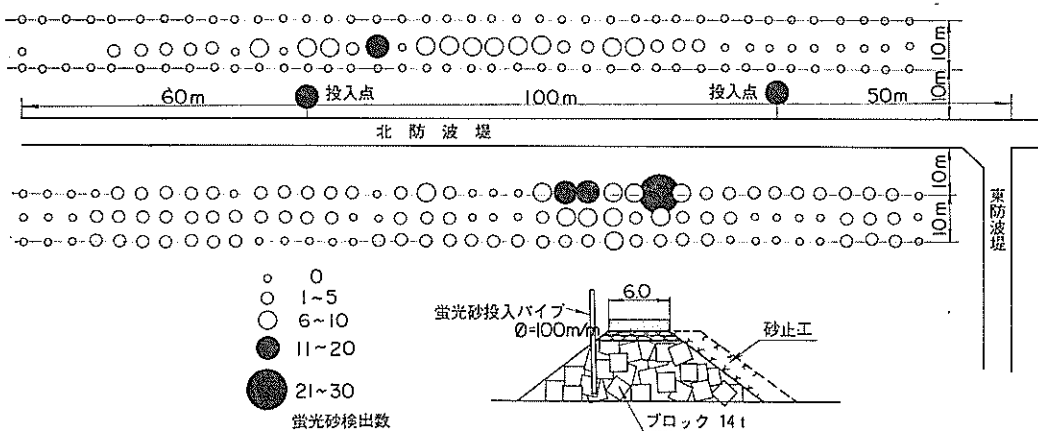 10m
10m
60m
投入点
100m
投入点
50m
北防波堤
10m
10m
東防波堤
0
1~5
6~10
11~20
21~30
蛍光砂検出数
蛍光砂投入パイプ
Ø=100m/m
6.0
砂止工
ブロック 14t